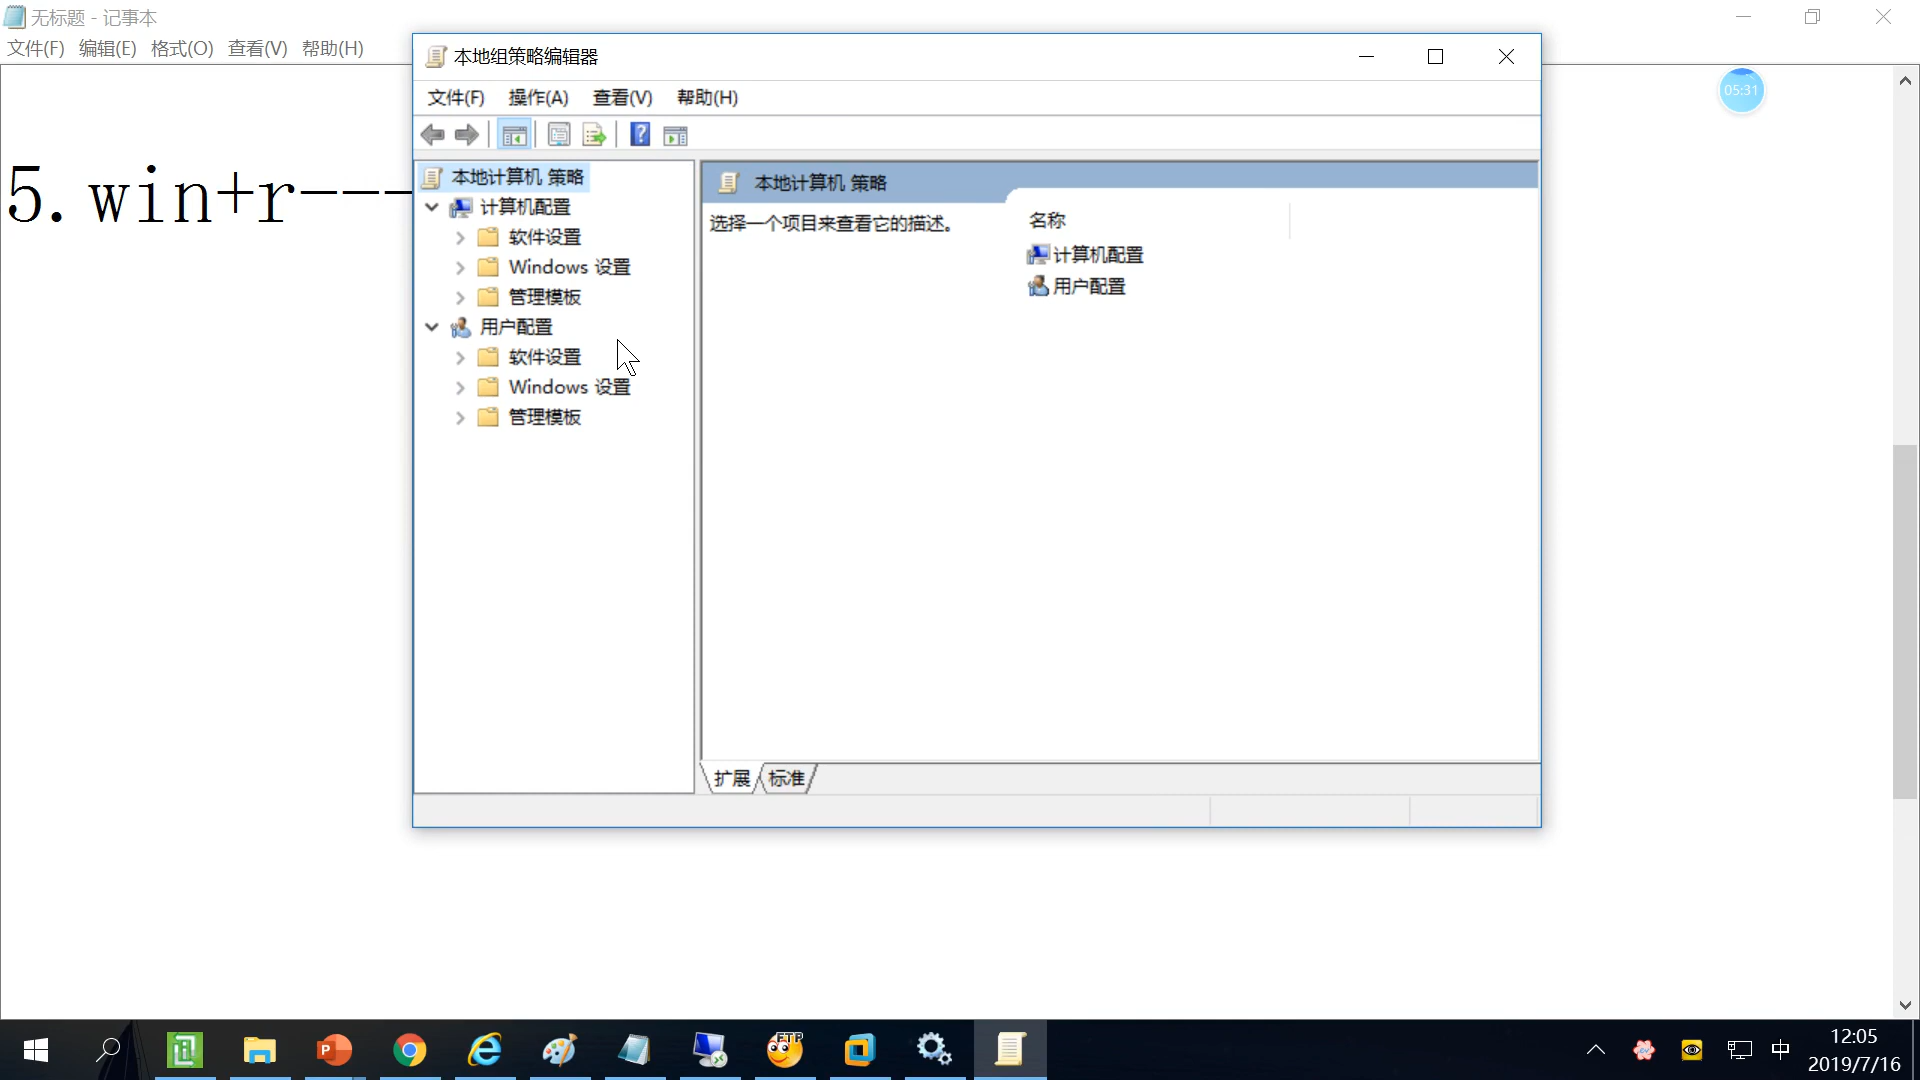 无标题 - 记事本
文件(F) 编辑(E) 格式(O) 查看(V) 帮助(H)
5. win+r---
本地组策略编辑器
文件(F) 操作(A) 查看(V) 帮助(H)
本地计算机 策略
计算机配置
软件设置
Windows 设置
管理模板
用户配置
软件设置
Windows 设置
管理模板
本地计算机 策略
选择一个项目来查看它的描述。
名称
计算机配置
用户配置
扩展 标准
05:31
FTP
中
12:05
2019/7/16